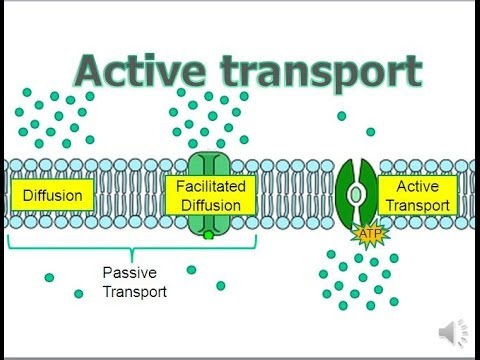 Active transport
Diffusion
Facilitated
Diffusion
Active
Transport
ATP
Passive
Transport